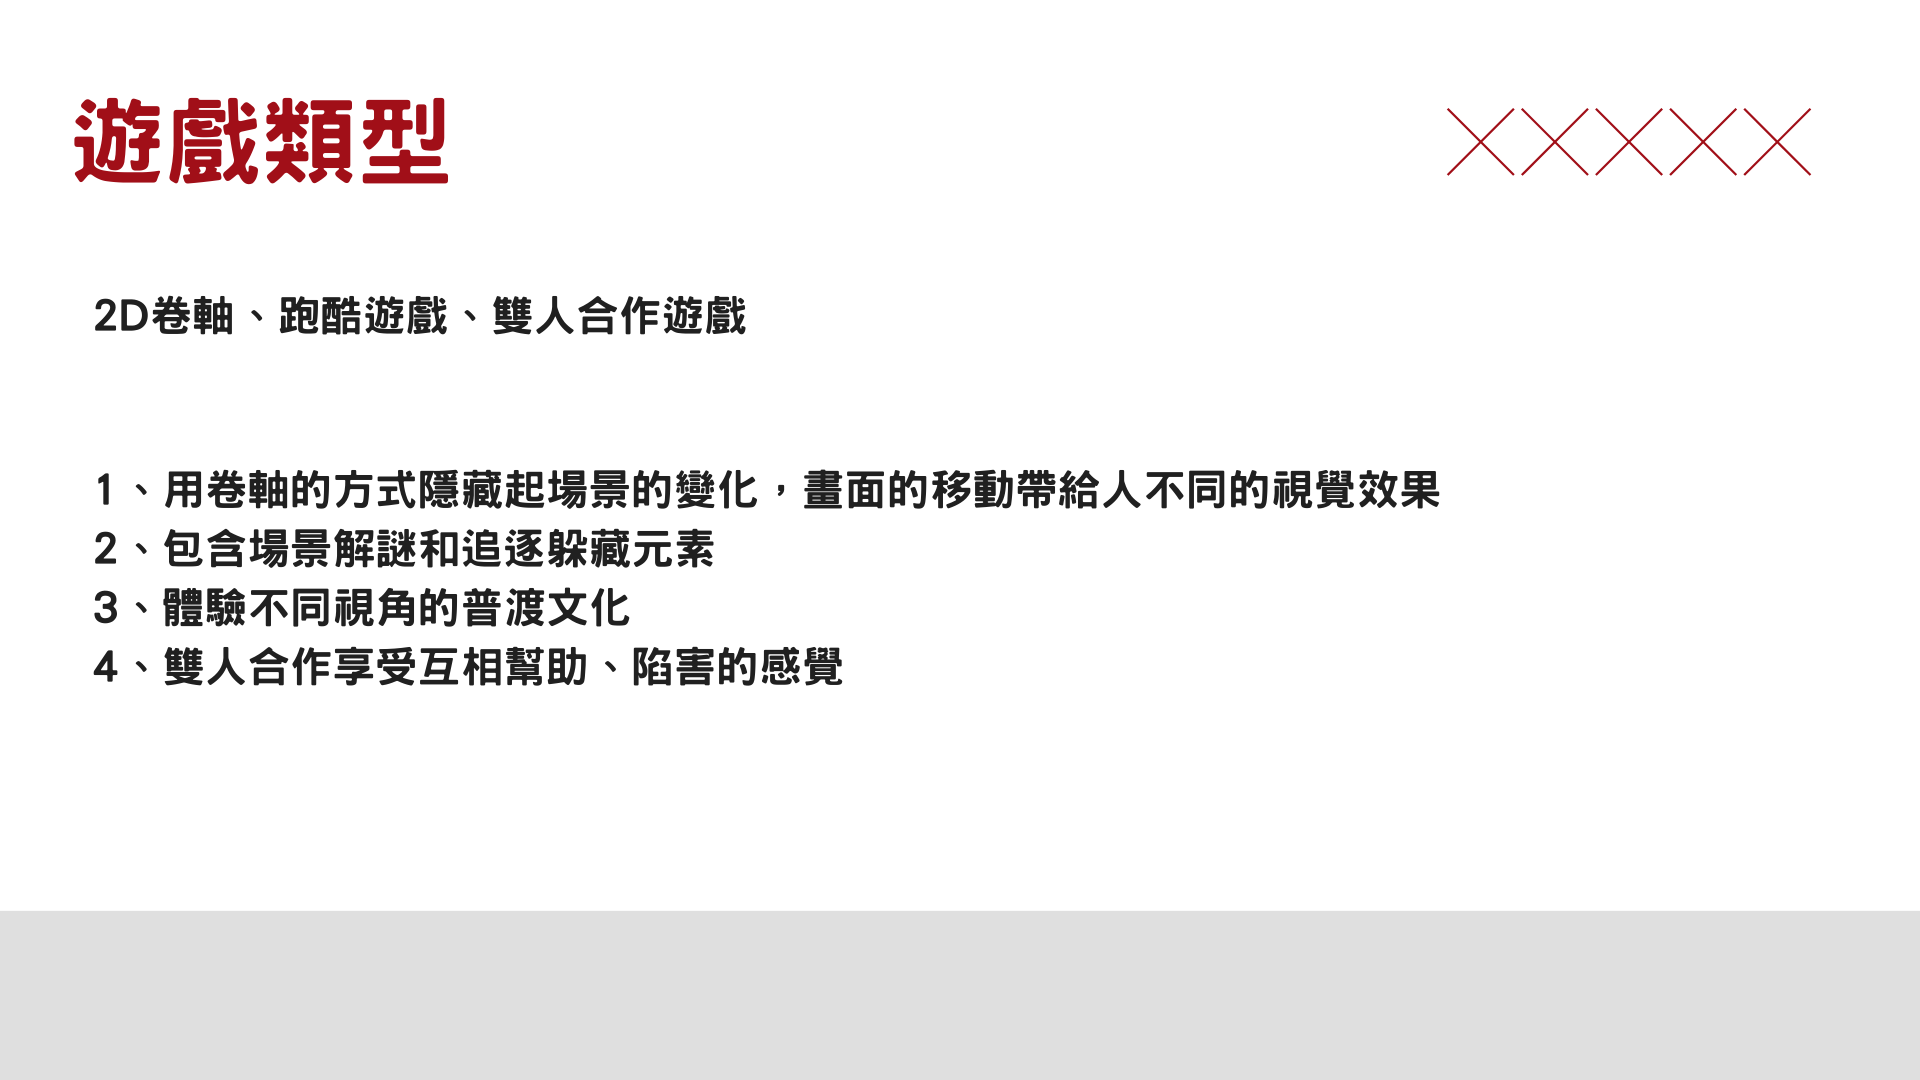 遊戲類型
2D卷軸、跑酷遊戲、雙人合作遊戲
1、用卷軸的方式隱藏起場景的變化，畫面的移動帶給人不同的視覺效果
2、包含場景解謎和追逐躲藏元素
3、體驗不同視角的普渡文化
4、雙人合作享受互相幫助、陷害的感覺